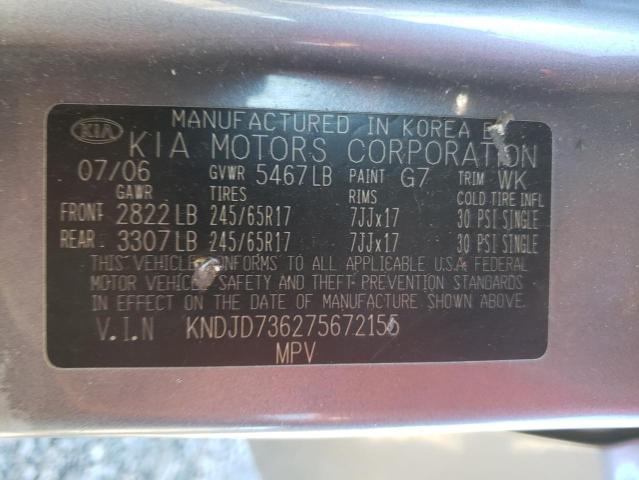 MANUFACTURED IN KOREA BY
KIA KIA MOTORS CORPORATION
07/06 GVWR 5467LB PAINT G7 TRIM WK
GAWR TIRES RIMS COLD TIRE INFL
FRONT 2822LB 245/65R17 7JJx17 30 PSI SINGLE
REAR 3307LB 245/65R17 7JJx17 30 PSI SINGLE
THIS VEHICLE CONFORMS TO ALL APPLICABLE U.S.A. FEDERAL
MOTOR VEHICLE SAFETY AND THEFT-PREVENTION STANDARDS
IN EFFECT ON THE DATE OF MANUFACTURE SHOWN ABOVE.
V.I.N KNDJD736275672155
MPV